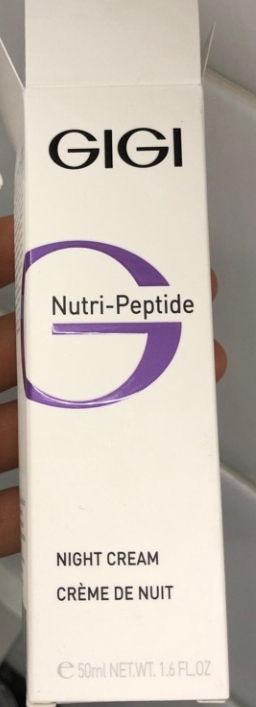 GIGI
Nutri-Peptide
NIGHT CREAM
CRÈME DE NUIT
℮ 50ml NET.WT. 1.6 FL.OZ